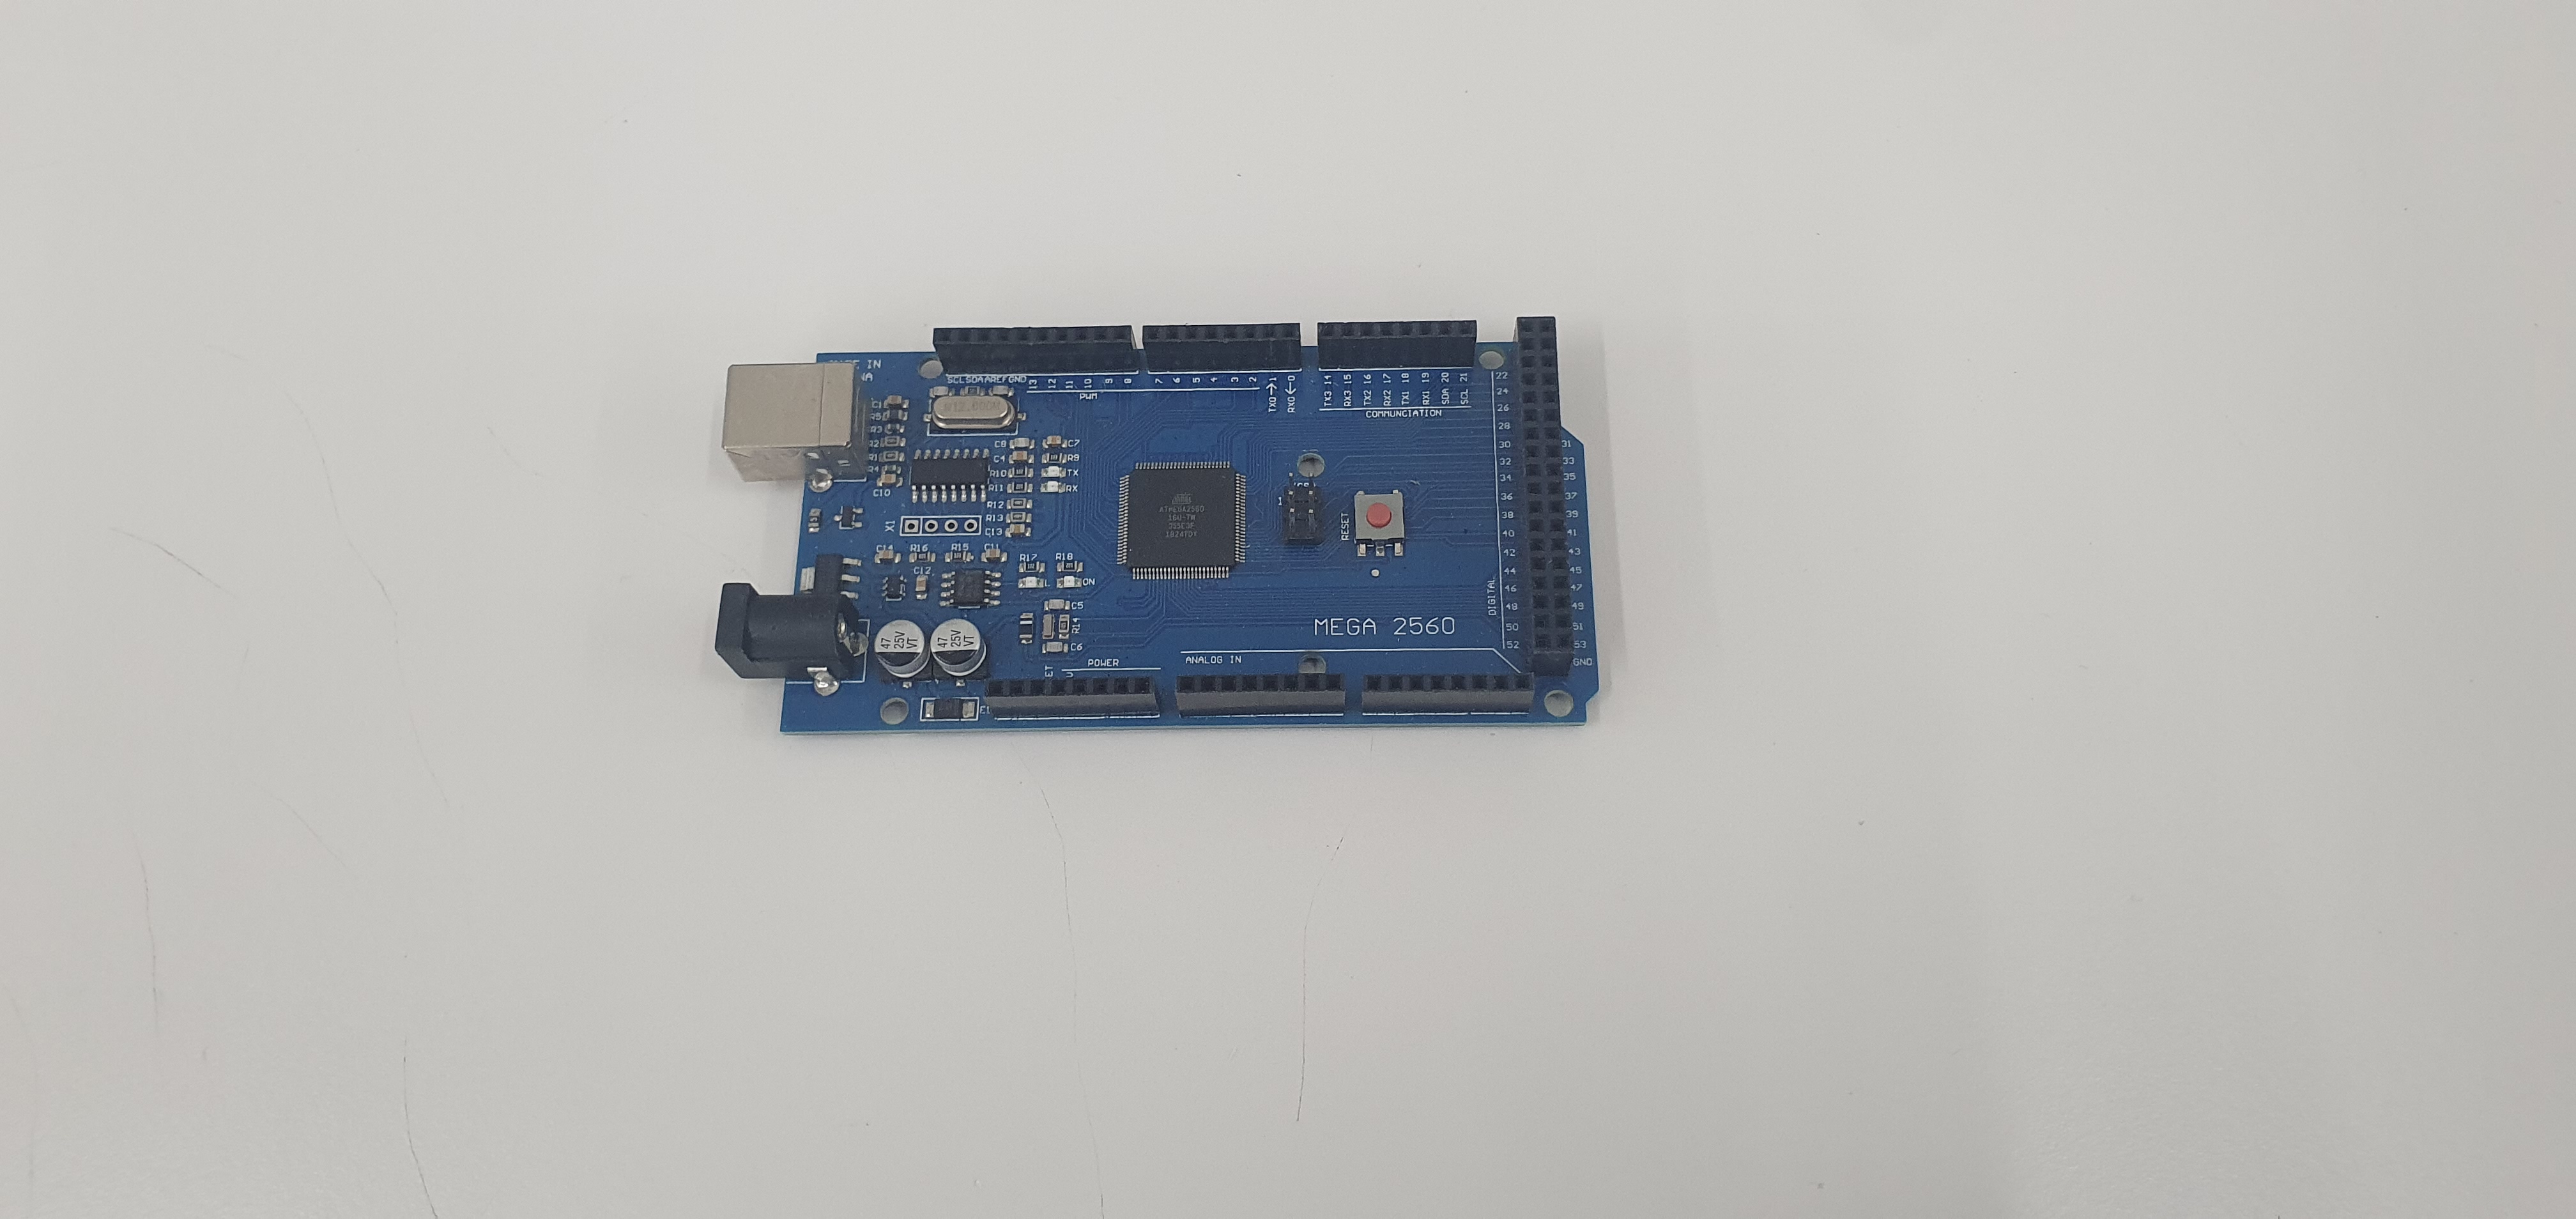 IN
SCL SDA AREF GND 13 12 11 10 9 8 7 6 5 4 3 2
PWM
TX0→1
RX0←0
TX3 14
RX3 15
TX2 16
RX2 17
TX1 18
RX1 19
SDA 20
SCL 21
COMMUNCIATION
22
24
26
28
30 31
32 33
34 35
36 37
38 39
40 41
42 43
44 45
46 47
48 49
50 51
52 53
GND
DIGITAL
C7
R9
TX
RX
C4
R10
R11
R12
R13
C13
C10
X1
R16
R15
C11
C12
R17
R18
L
ON
C5
R14
C6
ATMEGA2560
16U-TW
RESET
47
25V
VT
47
25V
VT
MEGA 2560
POWER
ANALOG IN